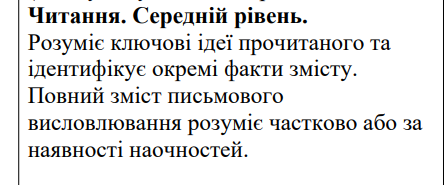 Читання. Середній рівень.
Розуміє ключові ідеї прочитаного та
ідентифікує окремі факти змісту.
Повний зміст письмового
висловлювання розуміє частково або за
наявності наочностей.